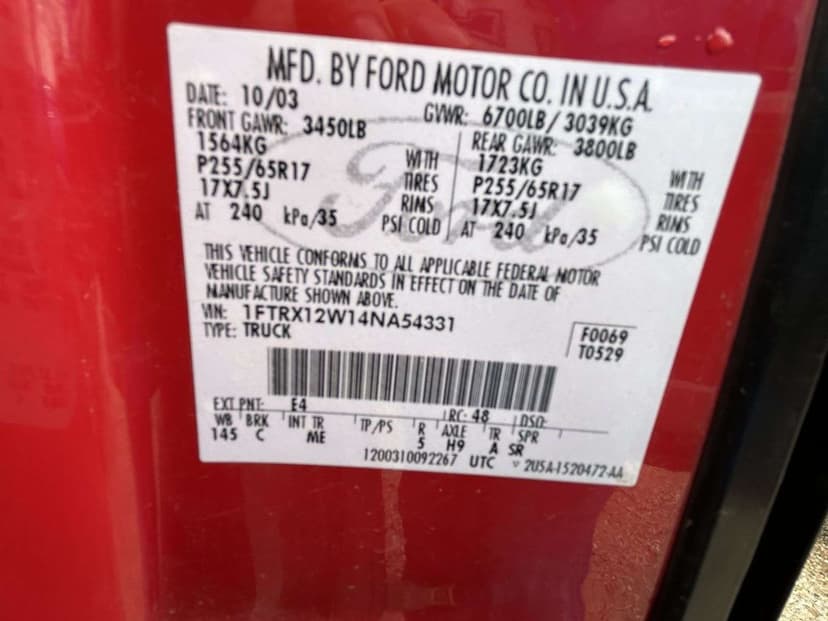 MFD. BY FORD MOTOR CO. IN U.S.A.
DATE: 10/03 GVWR: 6700LB/ 3039KG
FRONT GAWR: 3450LB REAR GAWR: 3800LB
1564KG WITH 1723KG WITH
P255/65R17 TIRES P255/65R17 TIRES
17X7.5J RIMS 17X7.5J RIMS
AT 240 kPa/35 PSI COLD AT 240 kPa/35 PSI COLD
Ford
THIS VEHICLE CONFORMS TO ALL APPLICABLE FEDERAL MOTOR
VEHICLE SAFETY STANDARDS IN EFFECT ON THE DATE OF
MANUFACTURE SHOWN ABOVE.
VIN: 1FTRX12W14NA54331
TYPE: TRUCK
F0069
T0529
EXT PNT: E4 RC: 48 DSO:
WB BRK INT TR TP/PS R AXLE TR SPR
145 C ME 5 H9 A SR
1200310092267 UTC 2U5A-1520472-AA